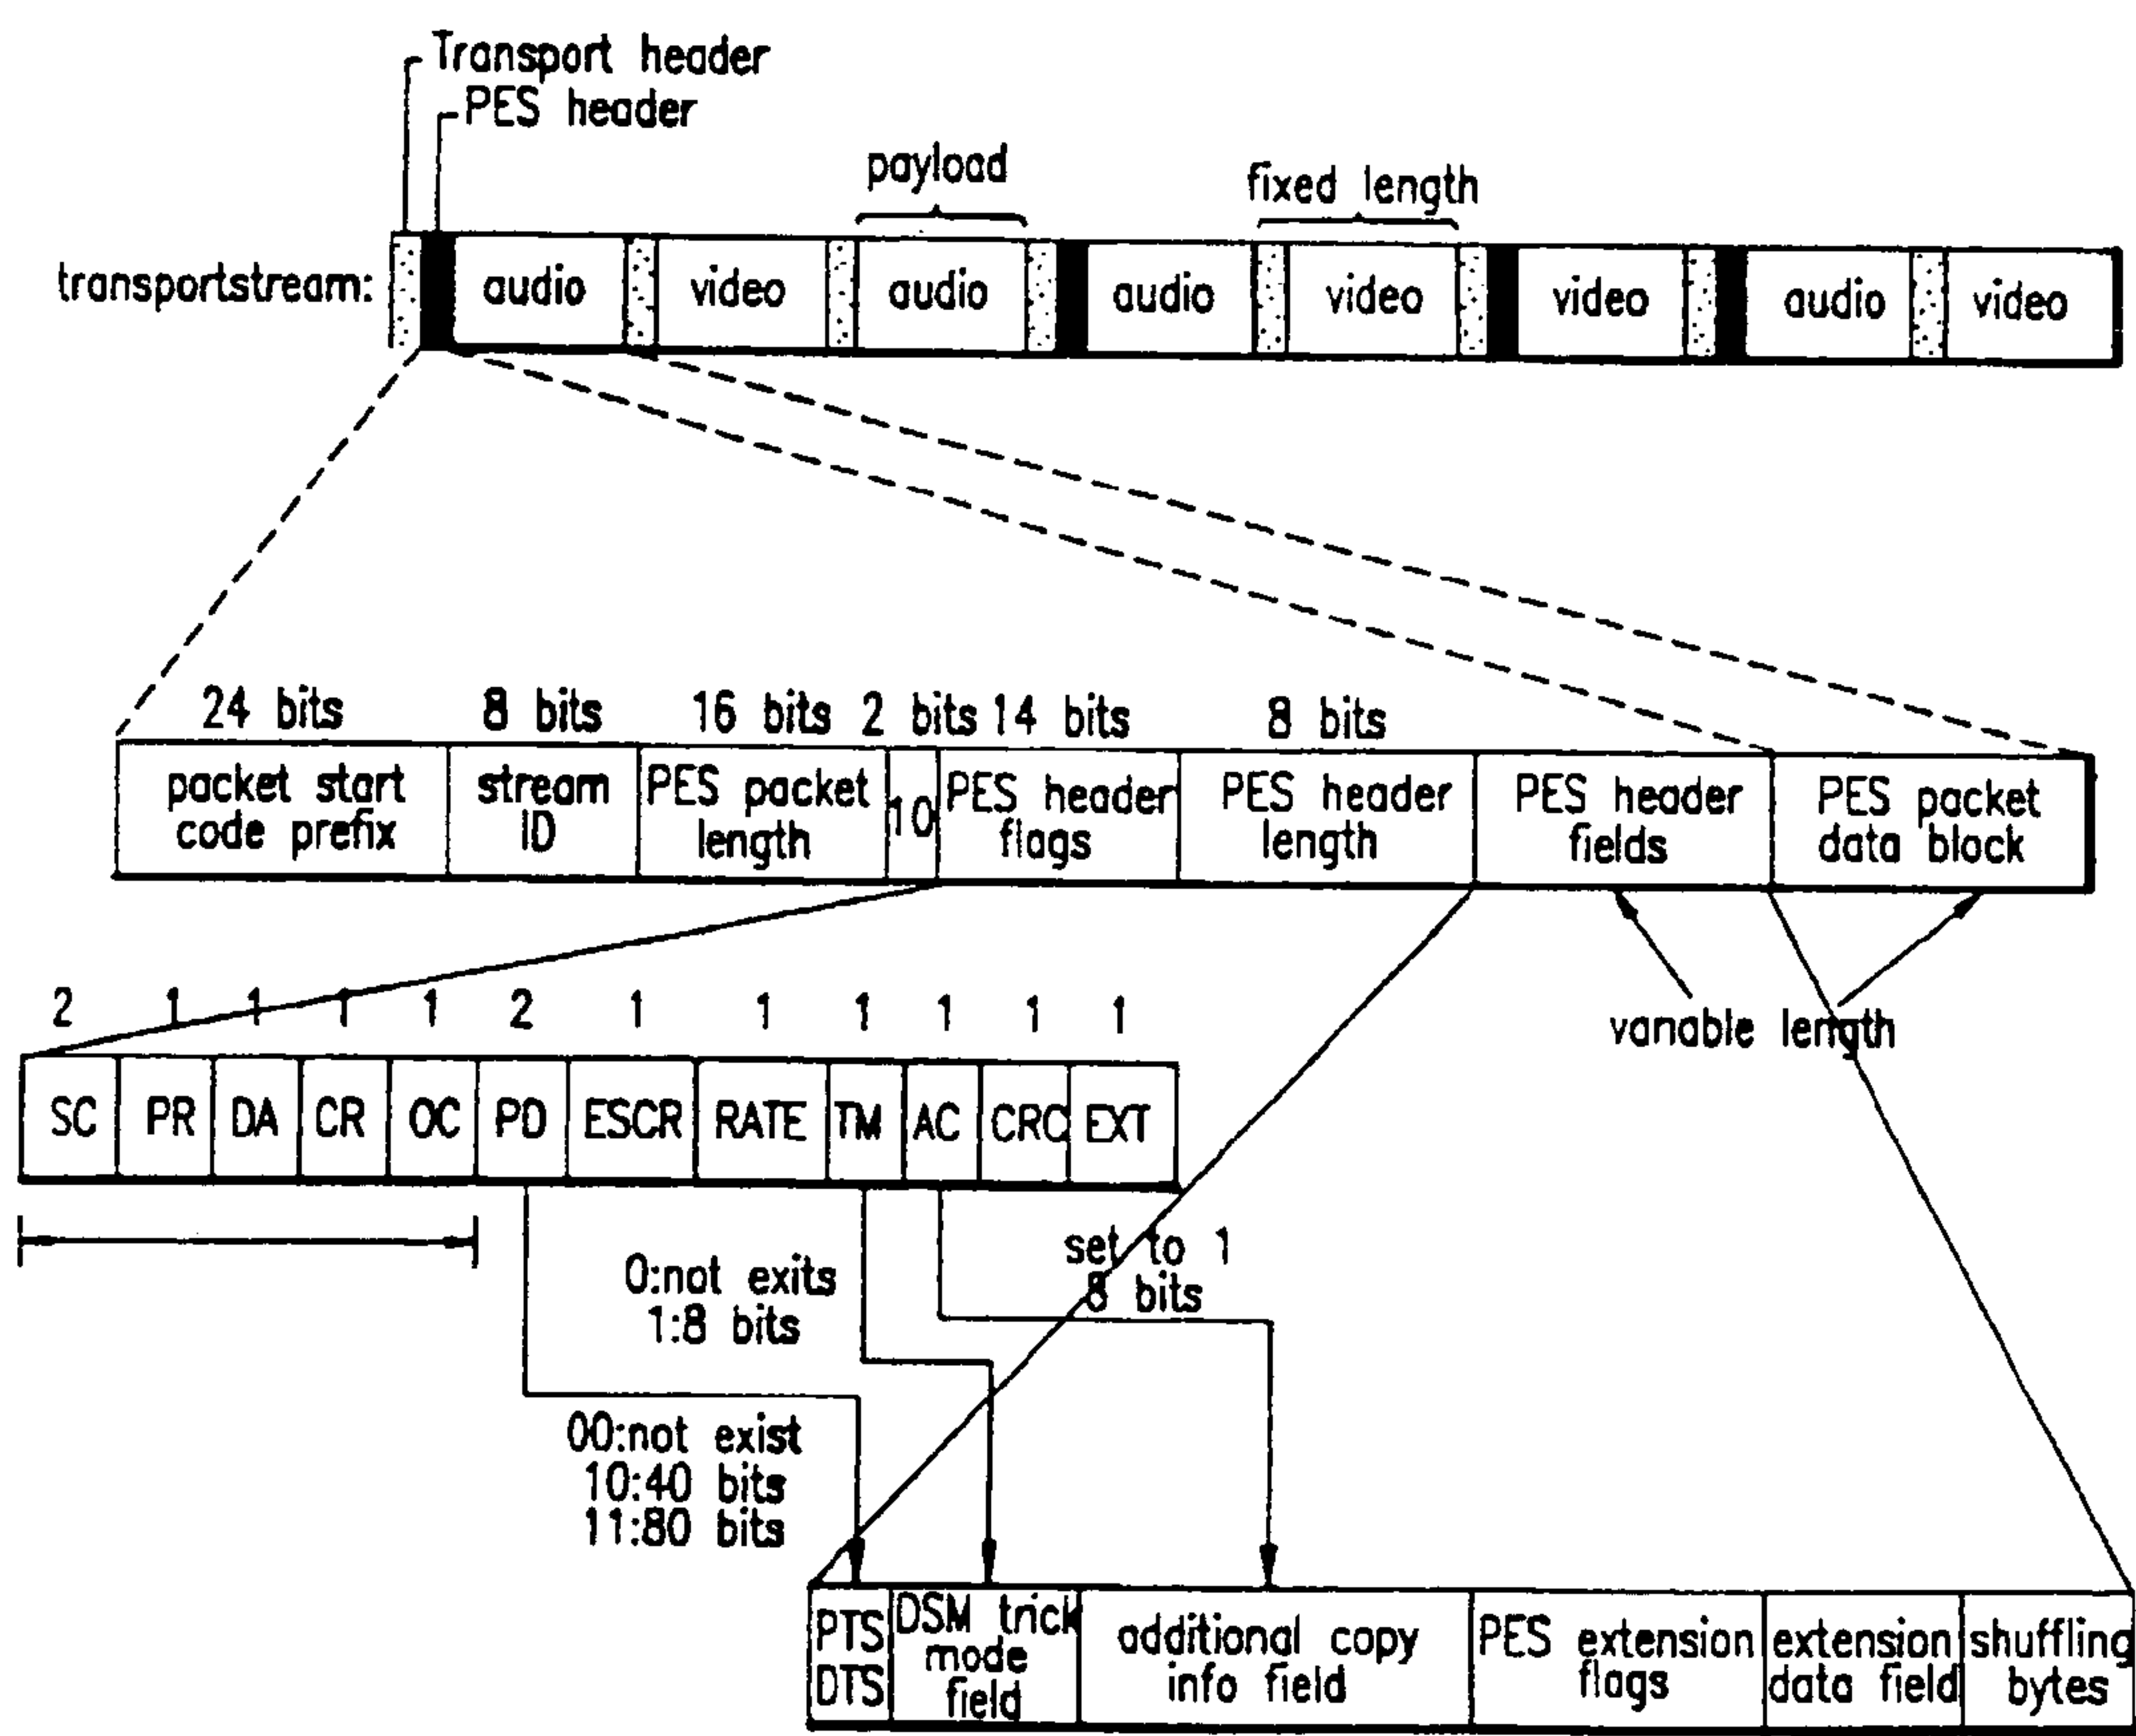 Transport header
PES header
payload
fixed length
transportstream:
audio
video
audio
audio
video
video
audio
video
24 bits
8 bits
16 bits
2 bits
14 bits
8 bits
packet start
code prefix
stream
ID
PES packet
length
10
PES header
flags
PES header
length
PES header
fields
PES packet
data block
vanable length
2 1 1 1 1 2 1 1 1 1 1 1
SC PR DA CR OC PD ESCR RATE TM AC CRC EXT
0:not exits
1:8 bits
set to 1
8 bits
00:not exist
10:40 bits
11:80 bits
PTS
DTS
DSM trick
mode
field
additional copy
info field
PES extension
flags
extension
data field
shuffling
bytes